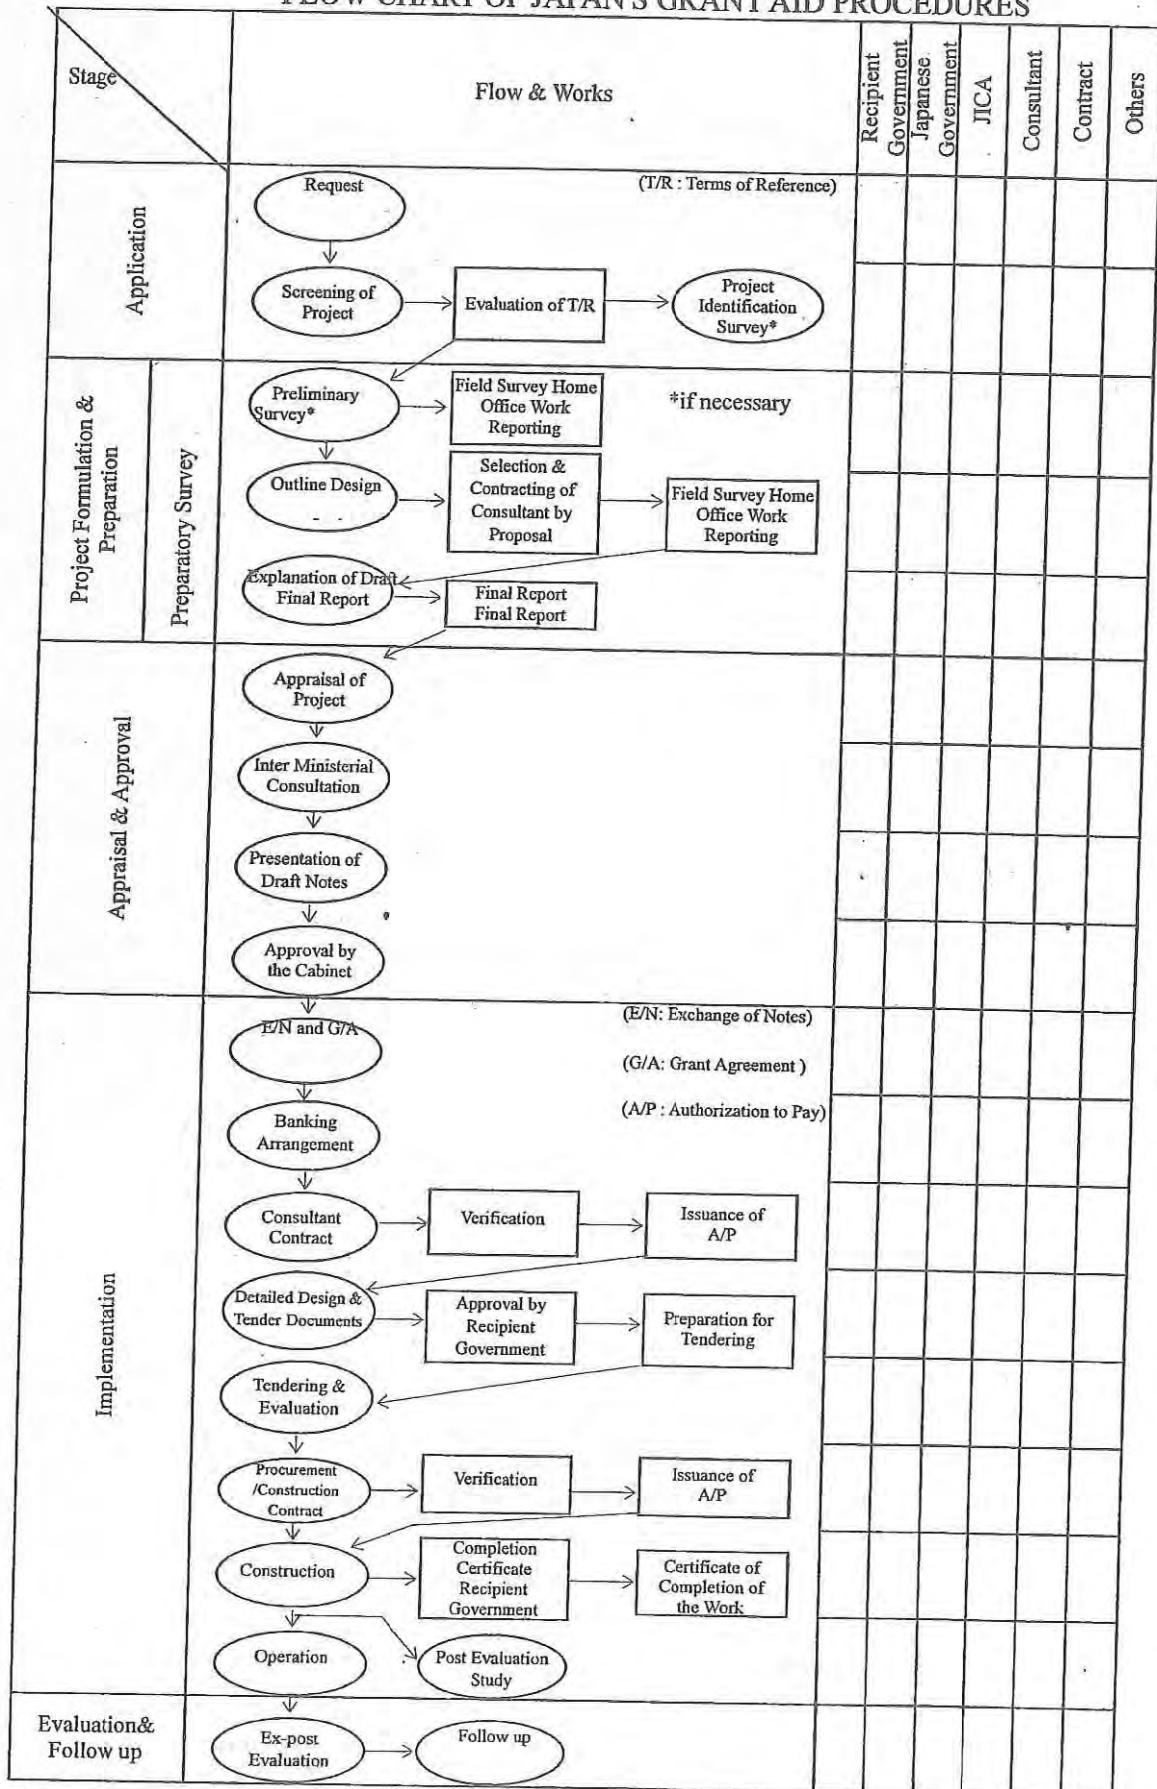 FLOW CHART OF JAPAN'S GRANT AID PROCEDURES
Stage
Flow & Works
Recipient
Government
Japanese
Government
JICA
Consultant
Contract
Others
Application
Request
(T/R : Terms of Reference)
Screening of
Project
Evaluation of T/R
Project
Identification
Survey*
Project Formulation &
Preparation
Preparatory Survey
Preliminary
Survey*
Field Survey Home
Office Work
Reporting
*if necessary
Outline Design
Selection &
Contracting of
Consultant by
Proposal
Field Survey Home
Office Work
Reporting
Explanation of Draft
Final Report
Final Report
Final Report
Appraisal & Approval
Appraisal of
Project
Inter Ministerial
Consultation
Presentation of
Draft Notes
Approval by
the Cabinet
Implementation
E/N and G/A
(E/N: Exchange of Notes)
(G/A: Grant Agreement )
(A/P : Authorization to Pay)
Banking
Arrangement
Consultant
Contract
Verification
Issuance of
A/P
Detailed Design &
Tender Documents
Approval by
Recipient
Government
Preparation for
Tendering
Tendering &
Evaluation
Procurement
/Construction
Contract
Verification
Issuance of
A/P
Construction
Completion
Certificate
Recipient
Government
Certificate of
Completion of
the Work
Operation
Post Evaluation
Study
Evaluation&
Follow up
Ex-post
Evaluation
Follow up